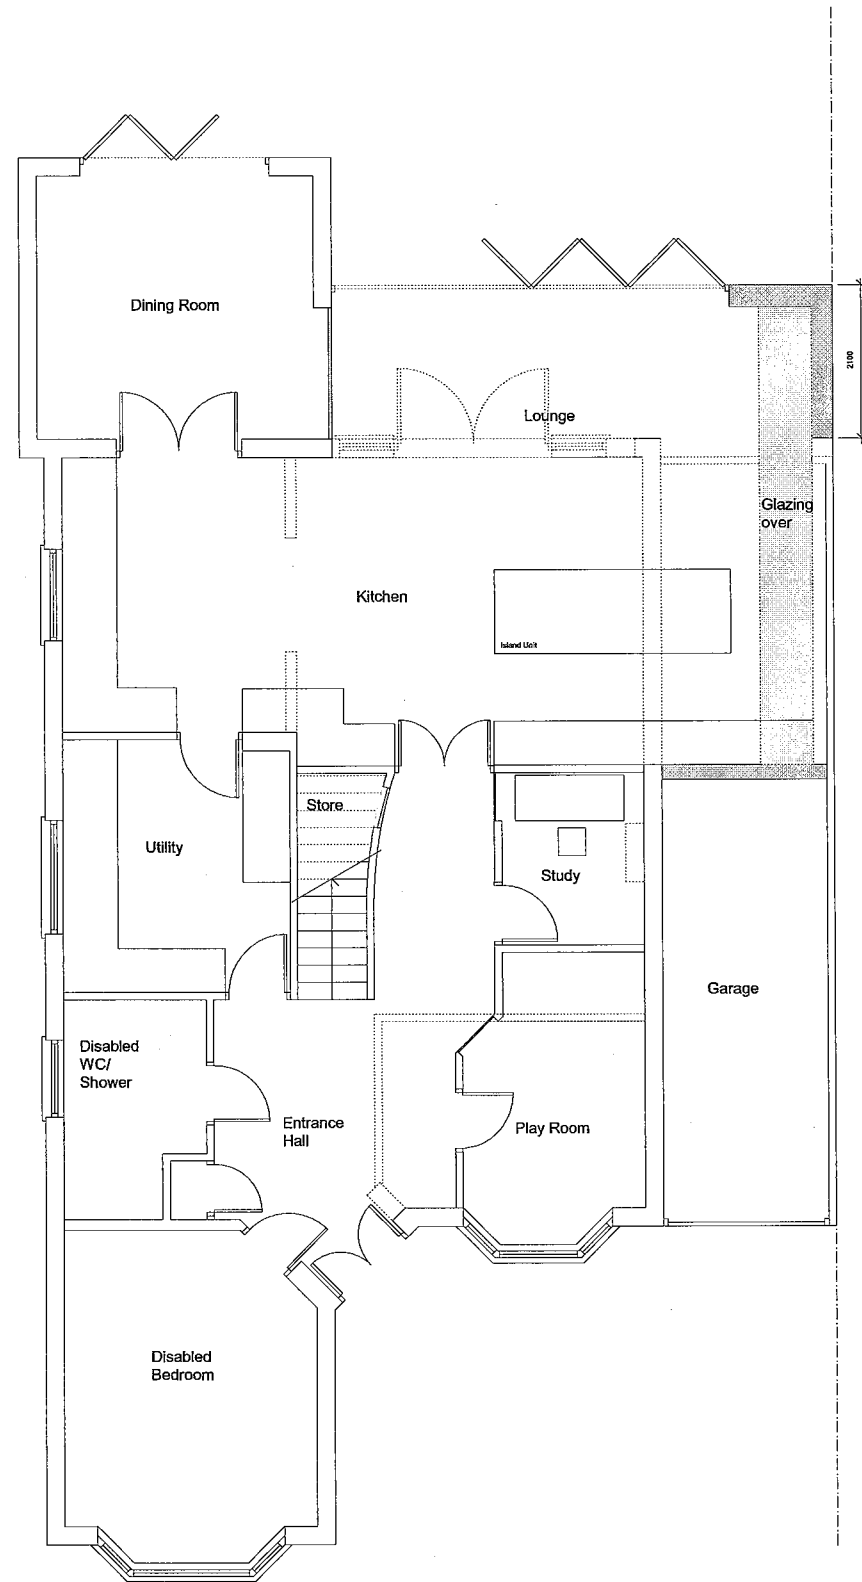 Dining Room
2100
Lounge
Glazing
over
Kitchen
Island Unit
Store
Utility
Study
Garage
Disabled
WC/
Shower
Entrance
Hall
Play Room
Disabled
Bedroom